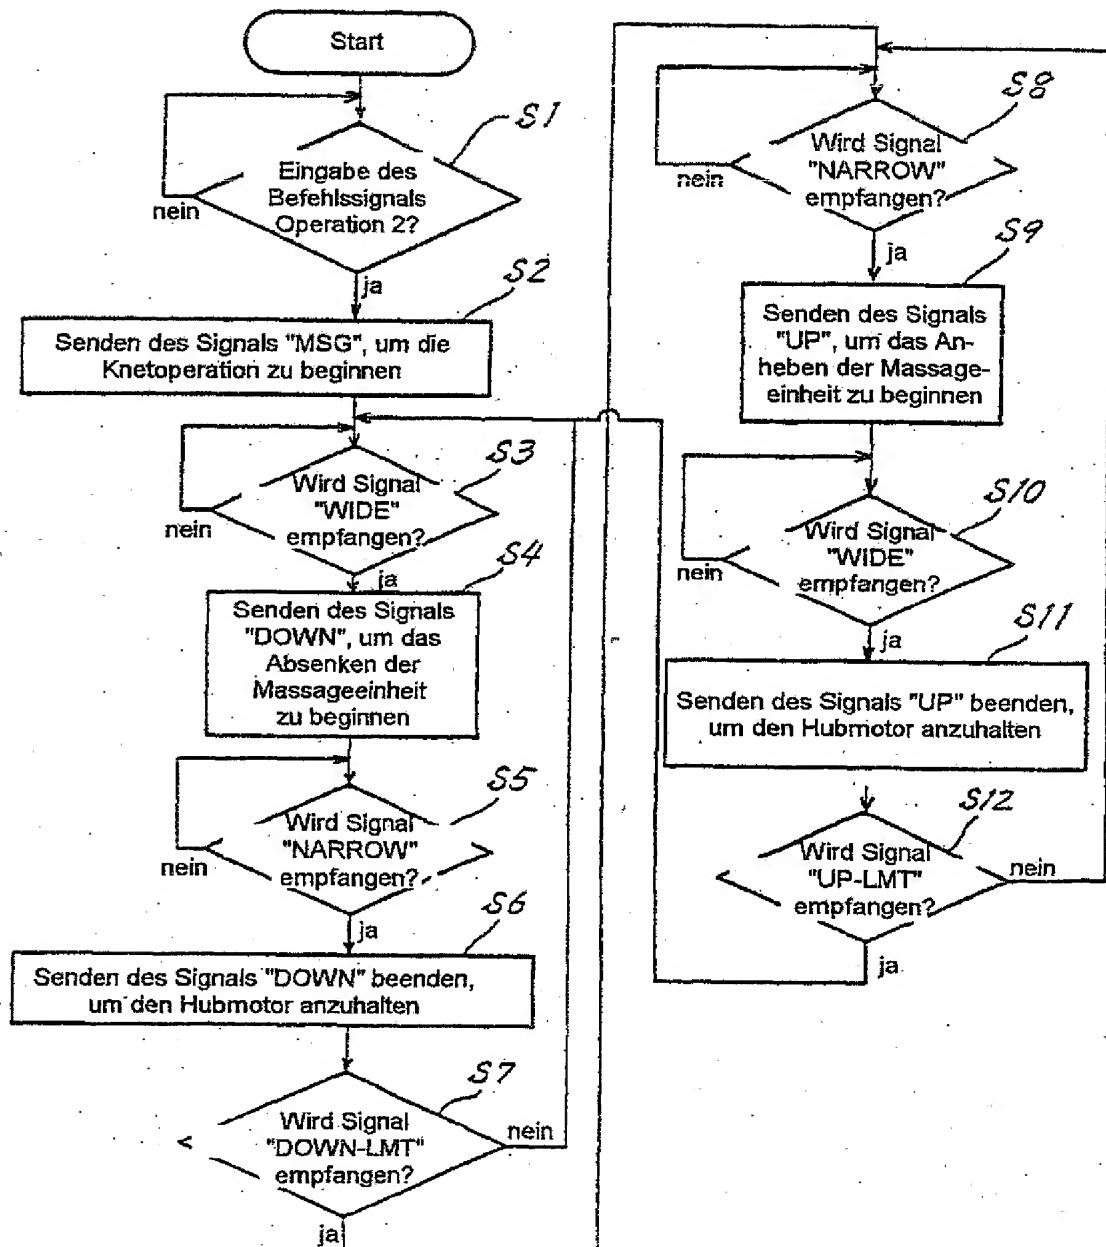 Start
S1
Eingabe des
Befehlssignals
Operation 2?
nein
ja
S2
Senden des Signals "MSG", um die
Knetoperation zu beginnen
S3
Wird Signal
"WIDE"
empfangen?
nein
ja
S4
Senden des Signals
"DOWN", um das
Absenken der
Massageeinheit
zu beginnen
S5
Wird Signal
"NARROW"
empfangen?
nein
ja
S6
Senden des Signals "DOWN" beenden,
um den Hubmotor anzuhalten
S7
Wird Signal
"DOWN-LMT"
empfangen?
nein
ja
S8
Wird Signal
"NARROW"
empfangen?
nein
ja
S9
Senden des Signals
"UP", um das An-
heben der Massage-
einheit zu beginnen
S10
Wird Signal
"WIDE"
empfangen?
nein
ja
S11
Senden des Signals "UP" beenden,
um den Hubmotor anzuhalten
S12
Wird Signal
"UP-LMT"
empfangen?
nein
ja